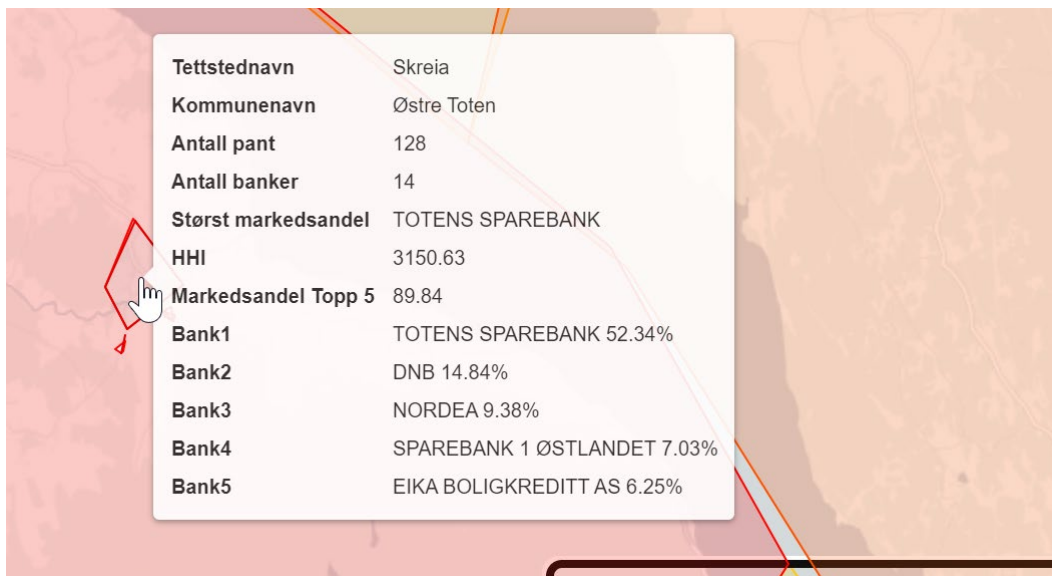 Tettstednavn Skreia
Kommunenavn Østre Toten
Antall pant 128
Antall banker 14
Størst markedsandel TOTENS SPAREBANK
HHI 3150.63
Markedsandel Topp 5 89.84
Bank1 TOTENS SPAREBANK 52.34%
Bank2 DNB 14.84%
Bank3 NORDEA 9.38%
Bank4 SPAREBANK 1 ØSTLANDET 7.03%
Bank5 EIKA BOLIGKREDITT AS 6.25%